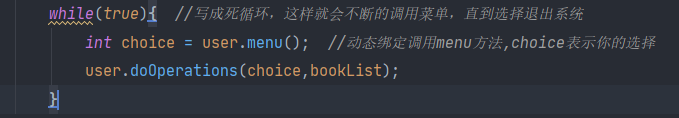 while(true){  //写成死循环，这样就会不断的调用菜单，直到选择退出系统
int choice = user.menu();  //动态绑定调用menu方法,choice表示你的选择
user.doOperations(choice,bookList);
}